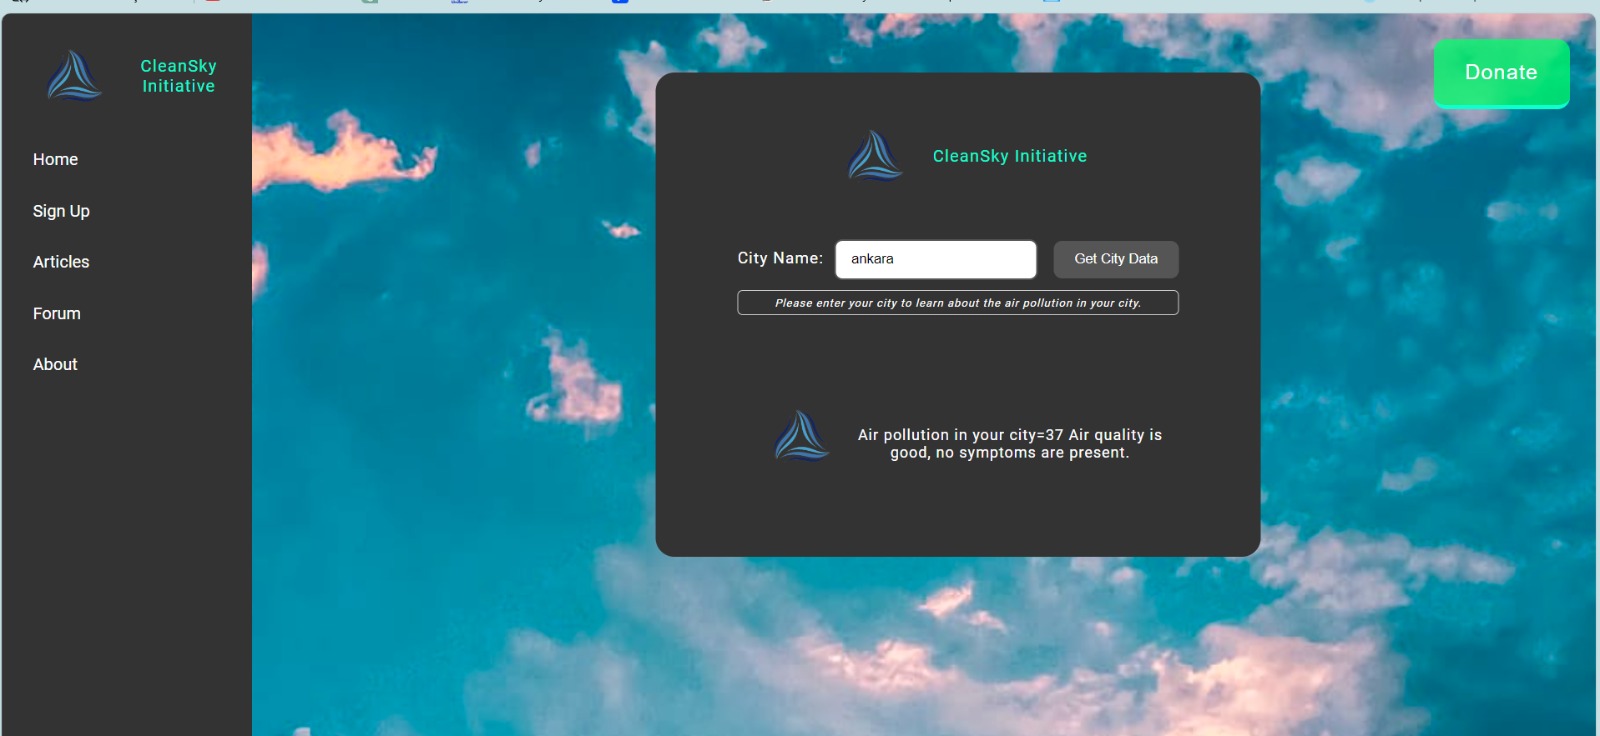 CleanSky
Initiative
Home
Sign Up
Articles
Forum
About
Donate
CleanSky Initiative
City Name:
ankara
Get City Data
Please enter your city to learn about the air pollution in your city.
Air pollution in your city=37 Air quality is
good, no symptoms are present.